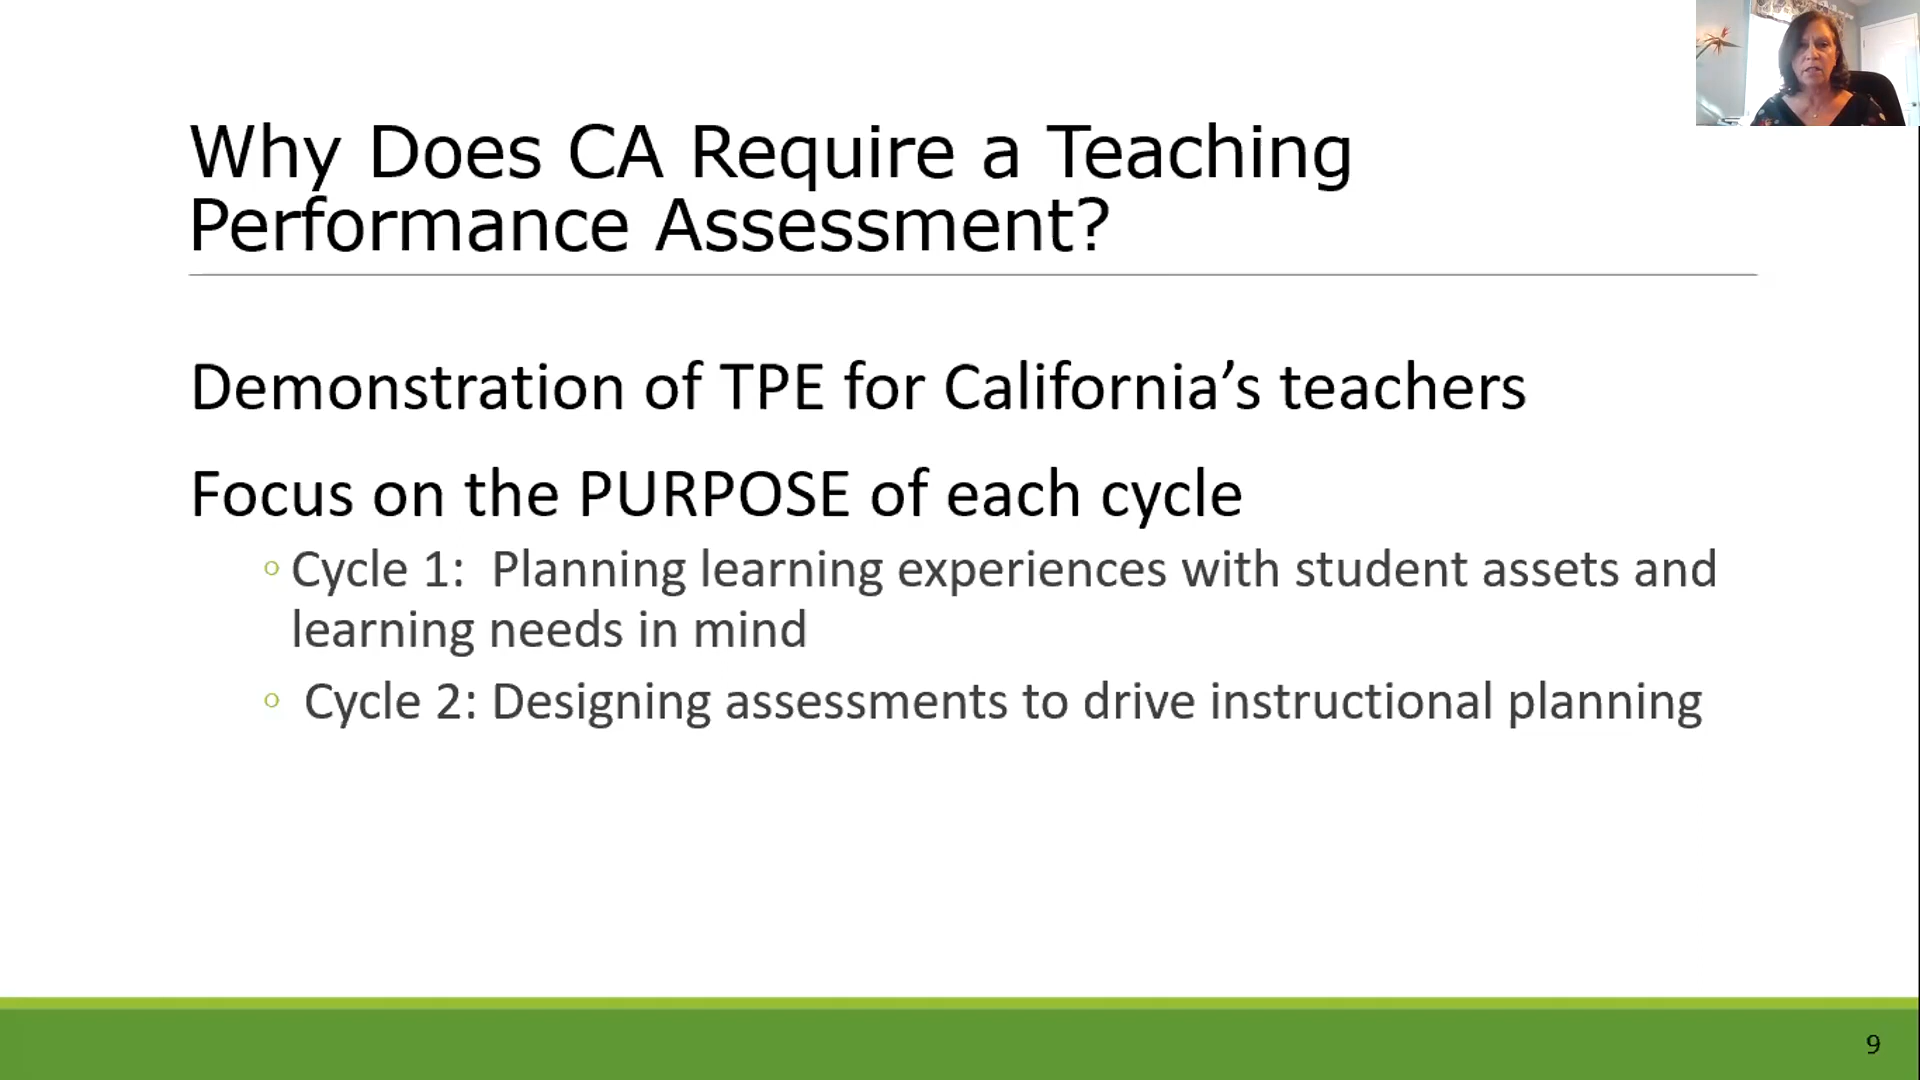 Why Does CA Require a Teaching
Performance Assessment?
Demonstration of TPE for California’s teachers
Focus on the PURPOSE of each cycle
◦ Cycle 1:  Planning learning experiences with student assets and
learning needs in mind
◦ Cycle 2: Designing assessments to drive instructional planning
9